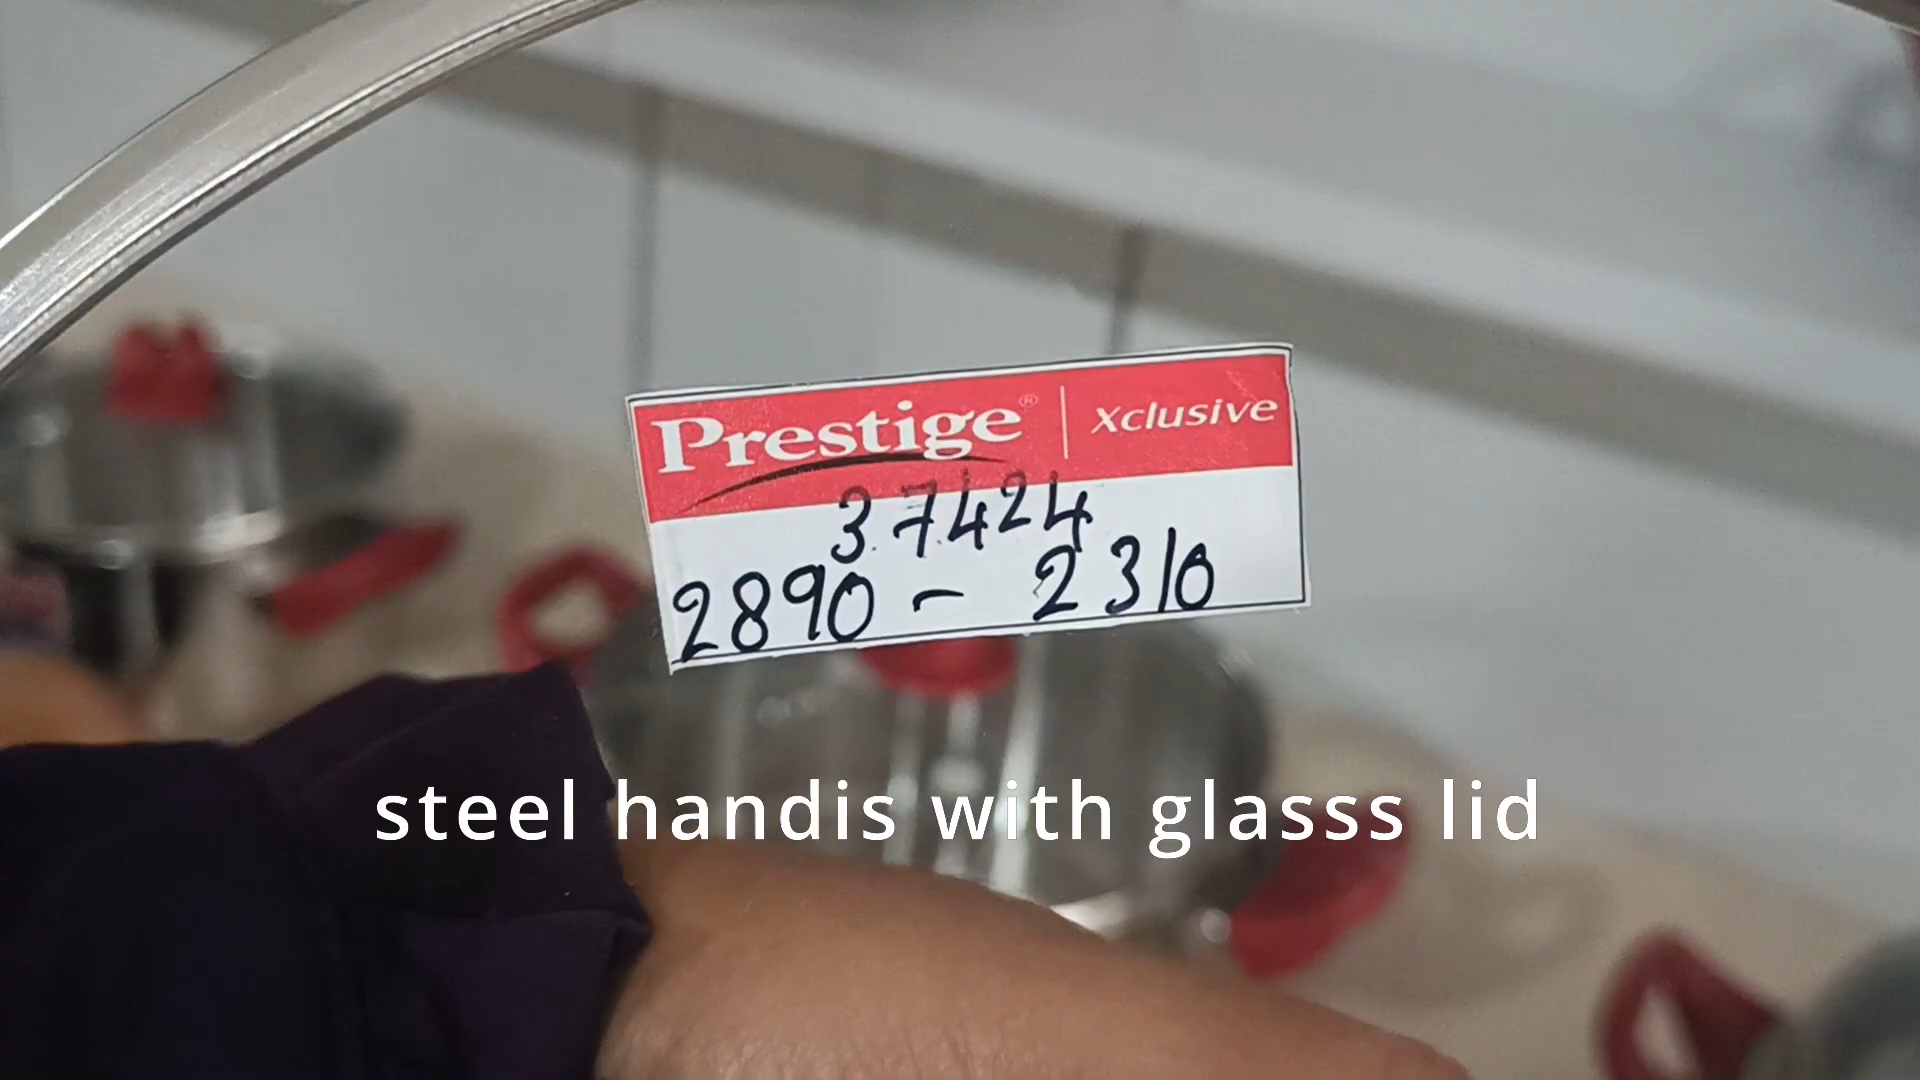 Prestige® | Xclusive
37424
2890 - 2310
steel handis with glasss lid